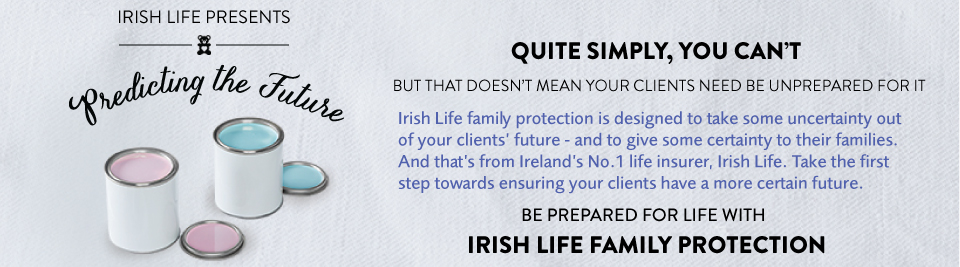 IRISH LIFE PRESENTS
Predicting the Future
QUITE SIMPLY, YOU CAN'T
BUT THAT DOESN'T MEAN YOUR CLIENTS NEED BE UNPREPARED FOR IT
Irish Life family protection is designed to take some uncertainty out
of your clients' future - and to give some certainty to their families.
And that's from Ireland's No.1 life insurer, Irish Life. Take the first
step towards ensuring your clients have a more certain future.
BE PREPARED FOR LIFE WITH
IRISH LIFE FAMILY PROTECTION